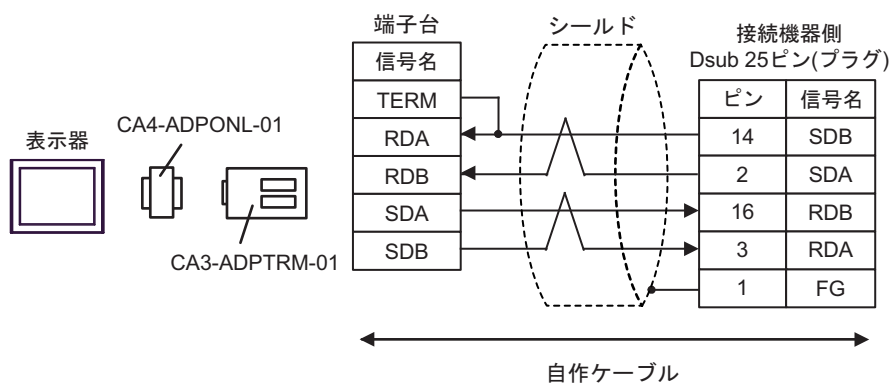 表示器
CA4-ADPONL-01
CA3-ADPTRM-01
端子台
信号名
TERM
RDA
RDB
SDA
SDB
シールド
接続機器側
Dsub 25ピン(プラグ)
ピン 信号名
14 SDB
2 SDA
16 RDB
3 RDA
1 FG
自作ケーブル